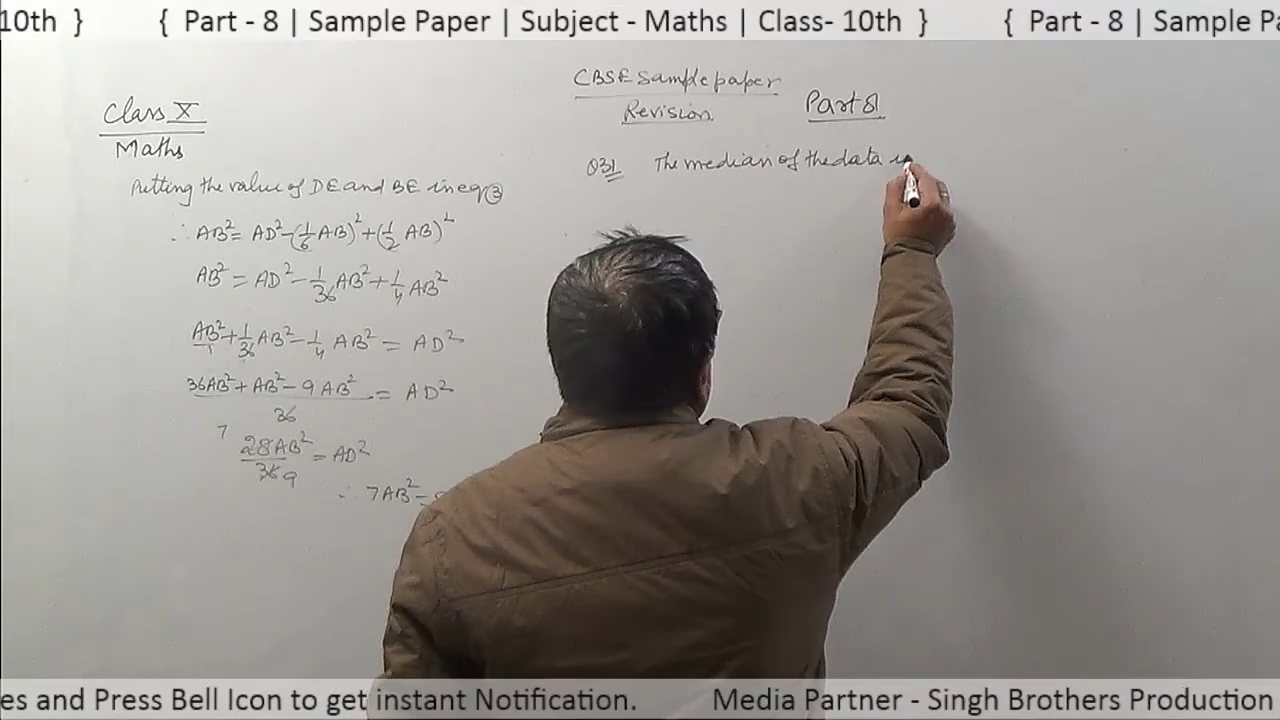 10th } { Part - 8 | Sample Paper | Subject - Maths | Class- 10th } { Part - 8 | Sample Pa
Class X
Maths
Putting the value of DE and BE in eq ③
∴ AB² = AD² - (1/6 AB)² + (1/2 AB)²
AB² = AD² - 1/36 AB² + 1/4 AB²
AB²/1 + 1/36 AB² - 1/4 AB² = AD²
36AB² + AB² - 9AB² / 36 = AD²
7
28AB² / 36 9 = AD²
∴ 7AB² =
CBSE Sample paper
Revision
Part 8
Q31 The median of the data
es and Press Bell Icon to get instant Notification. Media Partner - Singh Brothers Production